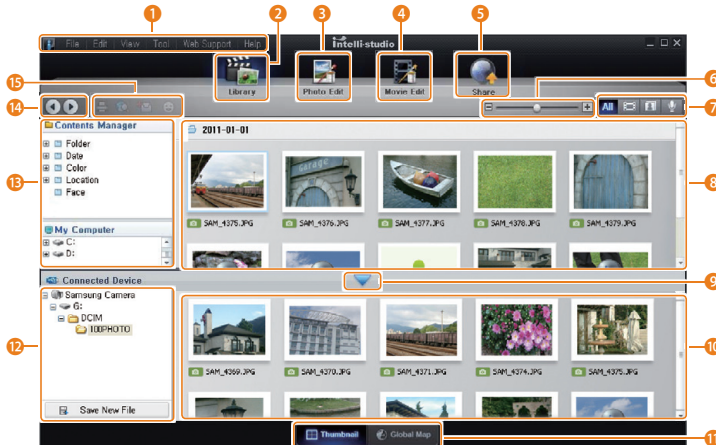 1
2
3
4
5
File Edit View Tool Web Support Help
intelli-studio
Library
Photo Edit
Movie Edit
Share
6
15
14
All
7
Contents Manager
Folder
Date
Color
Location
Face
13
My Computer
C:
D:
2011-01-01
SAM_4375.JPG
SAM_4376.JPG
SAM_4377.JPG
SAM_4378.JPG
SAM_4379.JPG
8
Connected Device
9
Samsung Camera
G:
DCIM
100PHOTO
12
Save New File
SAM_4369.JPG
SAM_4370.JPG
SAM_4371.JPG
SAM_4374.JPG
SAM_4375.JPG
10
Thumbnail
Global Map
11